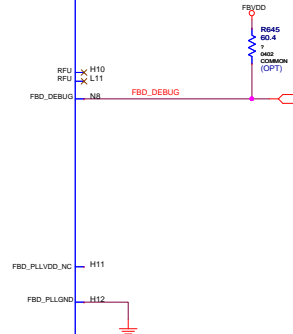 FBVDD
R645
60.4
?
0402
COMMON
(OPT)
RFU H10
RFU L11
FBD_DEBUG N8 FBD_DEBUG
FBD_PLLVDD_NC H11
FBD_PLLGND H12